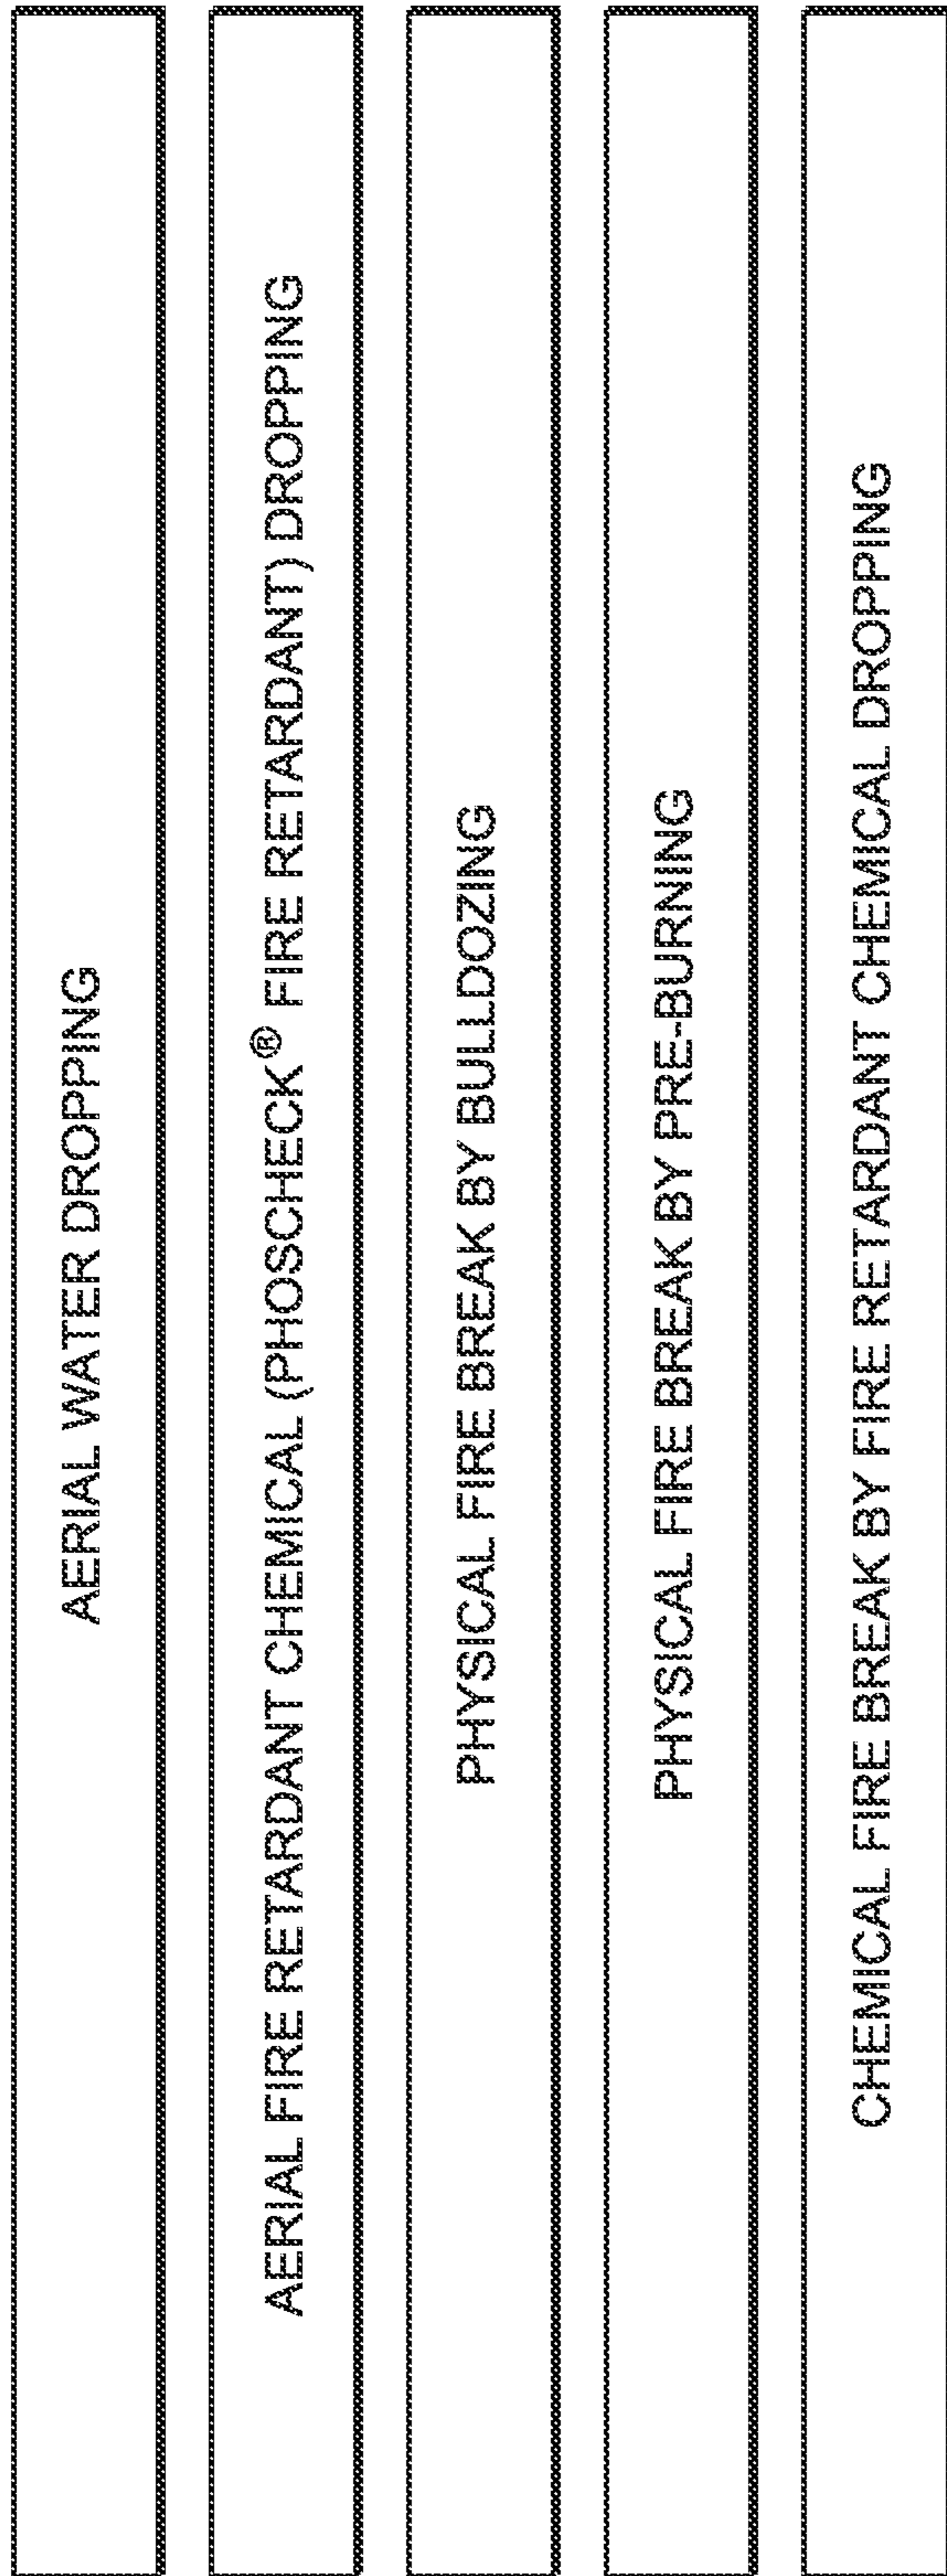 AERIAL WATER DROPPING
AERIAL FIRE RETARDANT CHEMICAL (PHOSCHECK® FIRE RETARDANT) DROPPING
PHYSICAL FIRE BREAK BY BULLDOZING
PHYSICAL FIRE BREAK BY PRE-BURNING
CHEMICAL FIRE BREAK BY FIRE RETARDANT CHEMICAL DROPPING